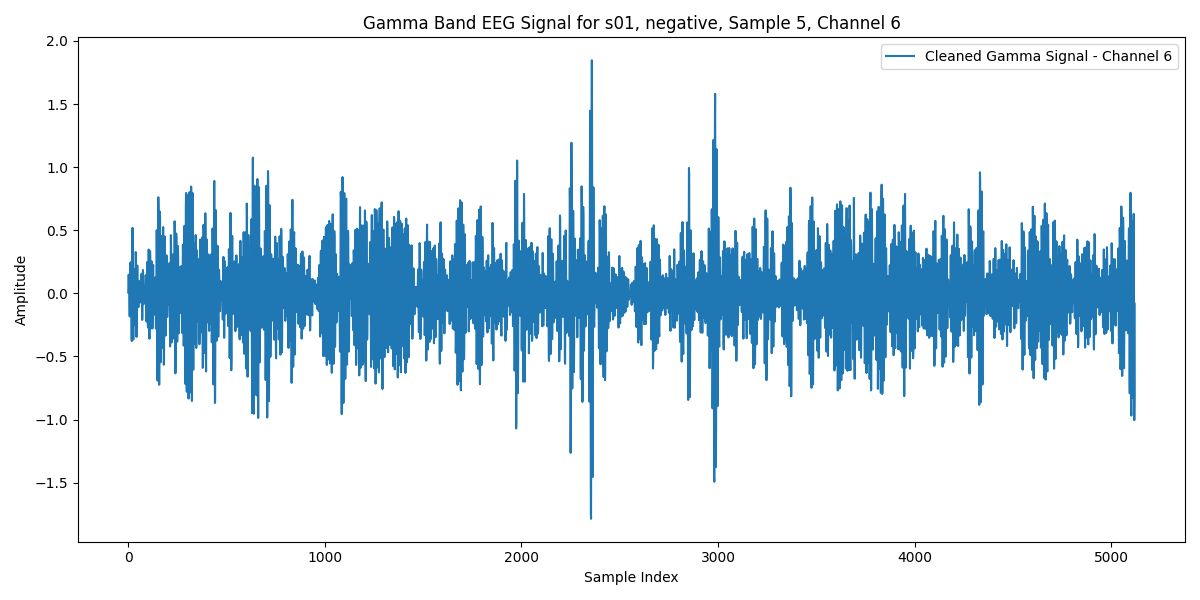 Gamma Band EEG Signal for s01, negative, Sample 5, Channel 6
Cleaned Gamma Signal - Channel 6
Amplitude
2.0
1.5
1.0
0.5
0.0
−0.5
−1.0
−1.5
0 1000 2000 3000 4000 5000
Sample Index